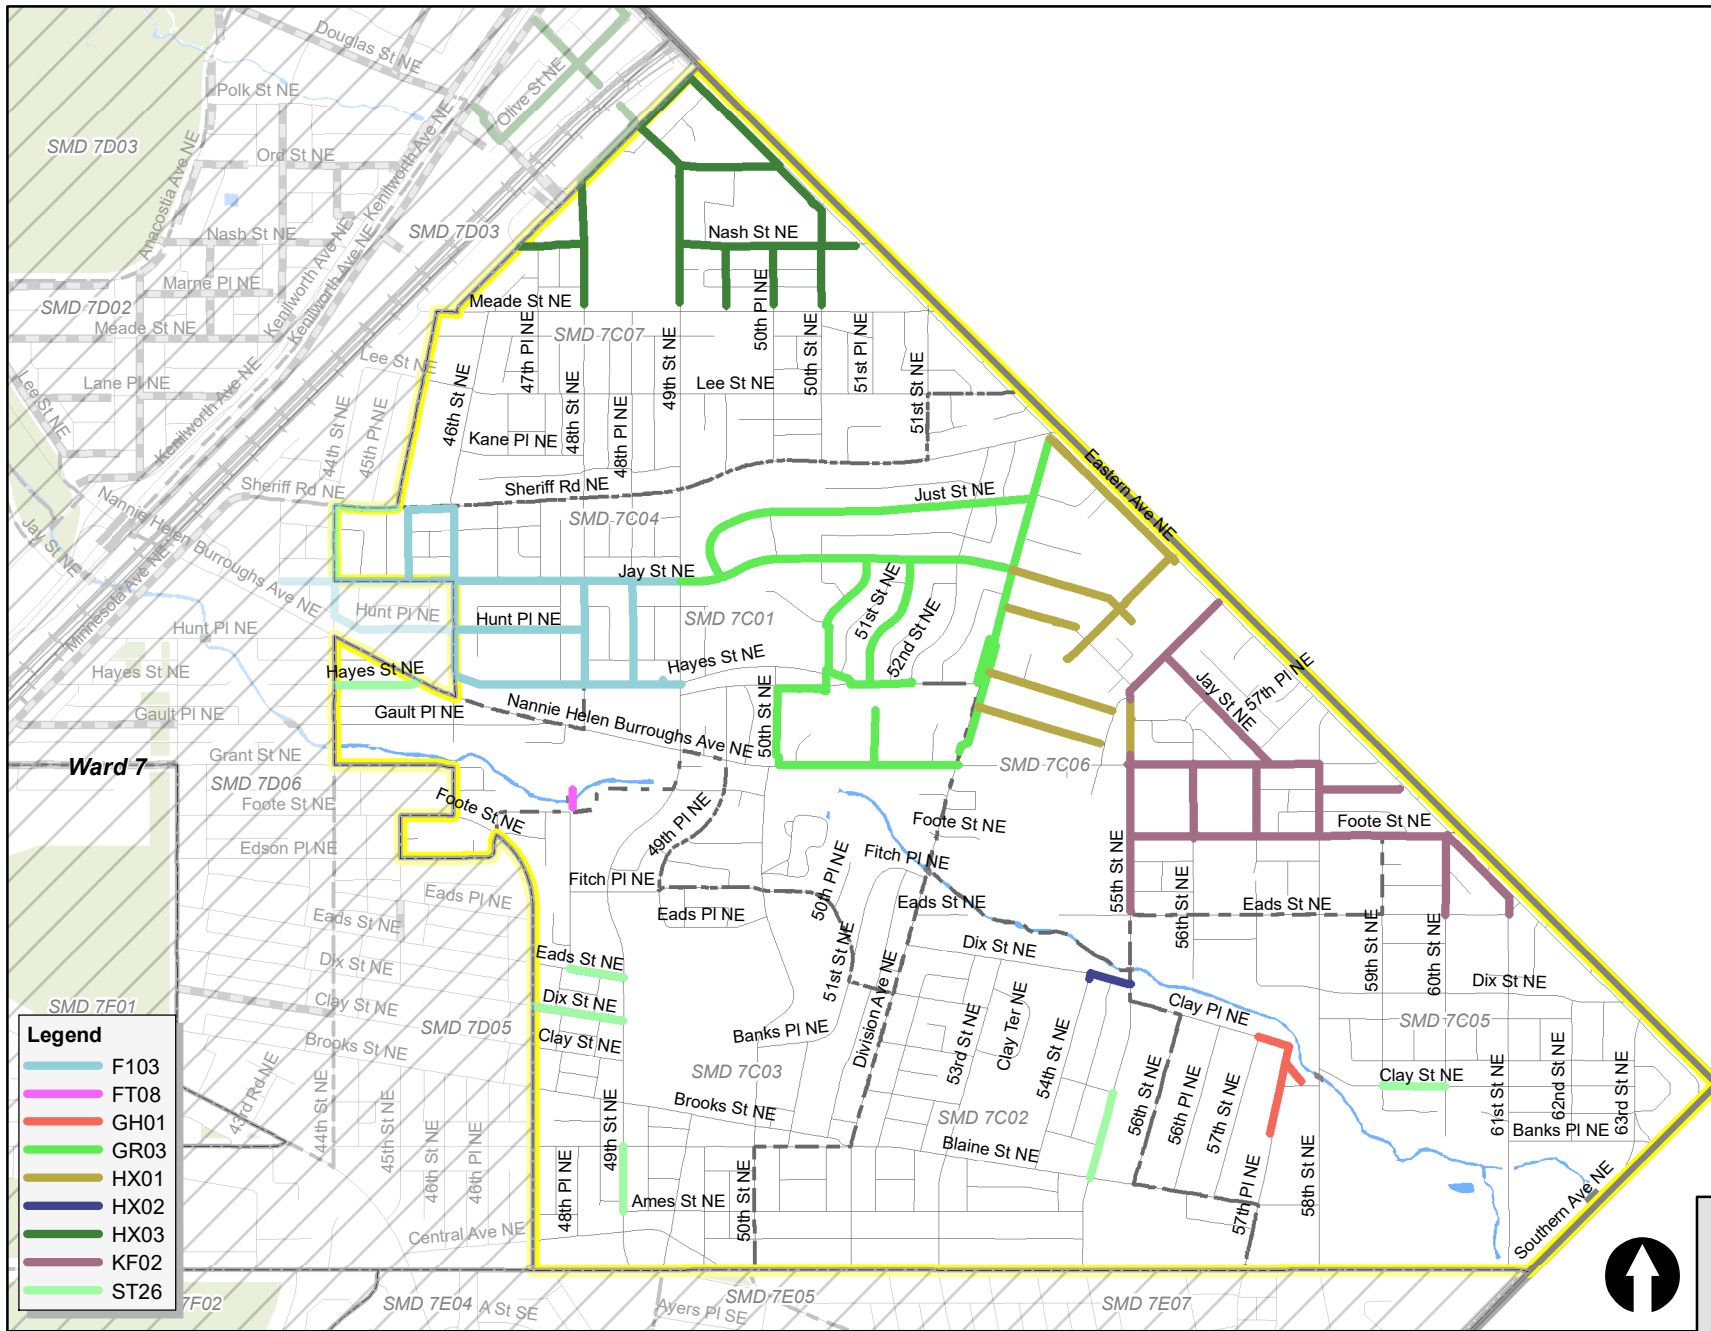 Douglas St NE
Polk St NE
Olive St NE
SMD 7D03
Ord St NE
Kenilworth Ave NE
Anacostia Ave NE
Nash St NE
SMD 7D03
Nash St NE
Kenilworth Ave NE
Kenilworth Ave NE
Marne Pl NE
SMD 7D02
Meade St NE
Meade St NE
50th Pl NE
SMD 7C07
47th Pl NE
49th St NE
50th St NE
51st Pl NE
51st St NE
Lee St NE
Lee St NE
Lane Pl NE
Lee St NE
Kenilworth Ave NE
44th St NE
45th Pl NE
46th St NE
Kane Pl NE
48th St NE
48th Pl NE
Sheriff Rd NE
Sheriff Rd NE
Eastern Ave NE
Just St NE
SMD 7C04
Nannie Helen Burroughs Ave NE
Jay St NE
Minnesota Ave NE
Jay St NE
Hunt Pl NE
Hunt Pl NE
SMD 7C01
51st St NE
52nd St NE
Hunt Pl NE
Hayes St NE
Hayes St NE
Hayes St NE
Jay St NE
57th Pl NE
Gault Pl NE
Gault Pl NE
Nannie Helen Burroughs Ave NE
50th St NE
Grant St NE
Ward 7
SMD 7D06
SMD 7C06
Foote St NE
Foote St NE
49th Pl NE
Foote St NE
Foote St NE
Edson Pl NE
Fitch Pl NE
Fitch Pl NE
50th Pl NE
55th St NE
56th St NE
Eads Pl NE
Eads Pl NE
Eads St NE
Eads St NE
Eads St NE
59th St NE
60th St NE
Dix St NE
Eads St NE
51st St NE
Division Ave NE
Dix St NE
Dix St NE
Clay St NE
Dix St NE
SMD 7F01
SMD 7D05
Clay St NE
Banks Pl NE
53rd St NE
Clay Ter NE
54th St NE
Clay Pl NE
SMD 7C05
Brooks St NE
SMD 7C03
Clay St NE
43rd Rd NE
44th St NE
45th St NE
46th St NE
46th Pl NE
Brooks St NE
SMD 7C02
56th St NE
56th Pl NE
57th St NE
61st St NE
62nd St NE
63rd St NE
Banks Pl NE
Blaine St NE
48th Pl NE
49th St NE
Ames St NE
50th St NE
57th Pl NE
58th St NE
Southern Ave NE
Central Ave NE
Legend
F103
FT08
GH01
GR03
HX01
HX02
HX03
KF02
ST26
7F02
SMD 7E04
A St SE
Ayers Pl SE
SMD 7E05
SMD 7E07